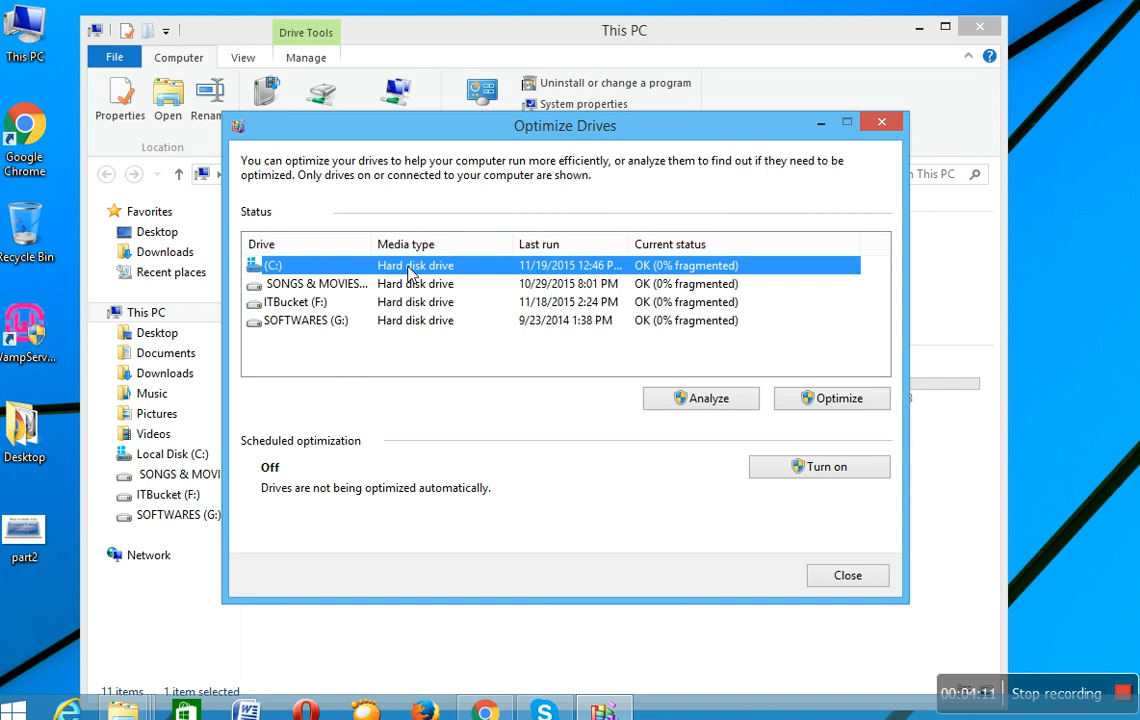 This PC
Google
Chrome
Recycle Bin
WampServ...
Desktop
part2
Drive Tools
This PC
File
Computer
View
Manage
Properties
Open
Renam
Uninstall or change a program
System properties
Location
n This PC
Favorites
Desktop
Downloads
Recent places
This PC
Desktop
Documents
Downloads
Music
Pictures
Videos
Local Disk (C:)
SONGS & MOVI
ITBucket (F:)
SOFTWARES (G:)
Network
11 items 1 item selected
Optimize Drives
You can optimize your drives to help your computer run more efficiently, or analyze them to find out if they need to be
optimized. Only drives on or connected to your computer are shown.
Status
Drive Media type Last run Current status
(C:) Hard disk drive 11/19/2015 12:46 P... OK (0% fragmented)
SONGS & MOVIES... Hard disk drive 10/29/2015 8:01 PM OK (0% fragmented)
ITBucket (F:) Hard disk drive 11/18/2015 2:24 PM OK (0% fragmented)
SOFTWARES (G:) Hard disk drive 9/23/2014 1:38 PM OK (0% fragmented)
Analyze Optimize
Scheduled optimization
Off
Turn on
Drives are not being optimized automatically.
Close
00:04:11 Stop recording